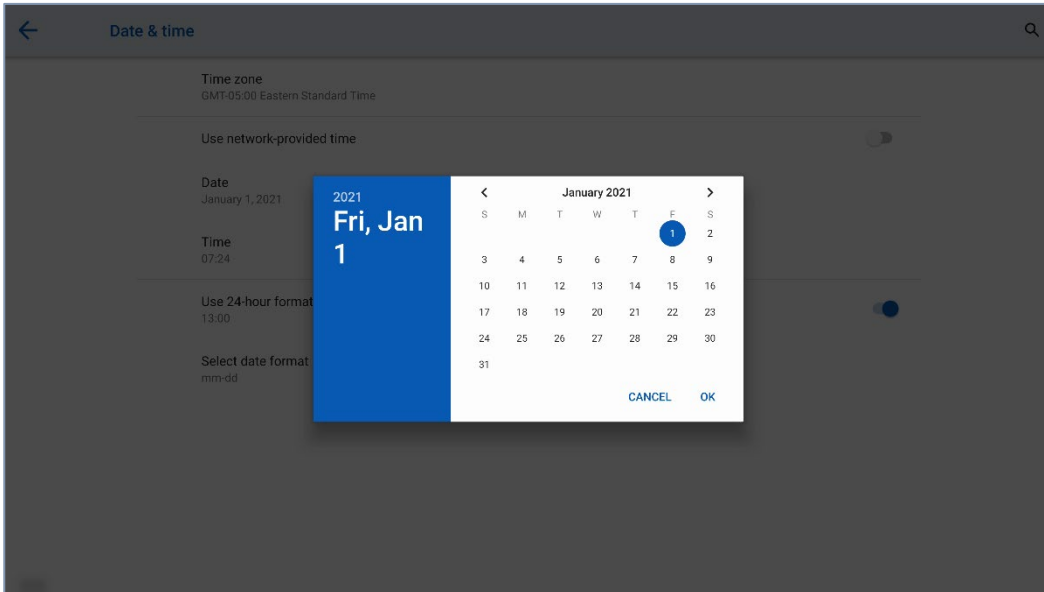 Date & time
Time zone
GMT-05:00 Eastern Standard Time
Use network-provided time
Date
January 1, 2021
Time
07:24
Use 24-hour format
13:00
Select date format
mm-dd
2021
Fri, Jan
1
January 2021
S M T W T F S
1 2
3 4 5 6 7 8 9
10 11 12 13 14 15 16
17 18 19 20 21 22 23
24 25 26 27 28 29 30
31
CANCEL OK